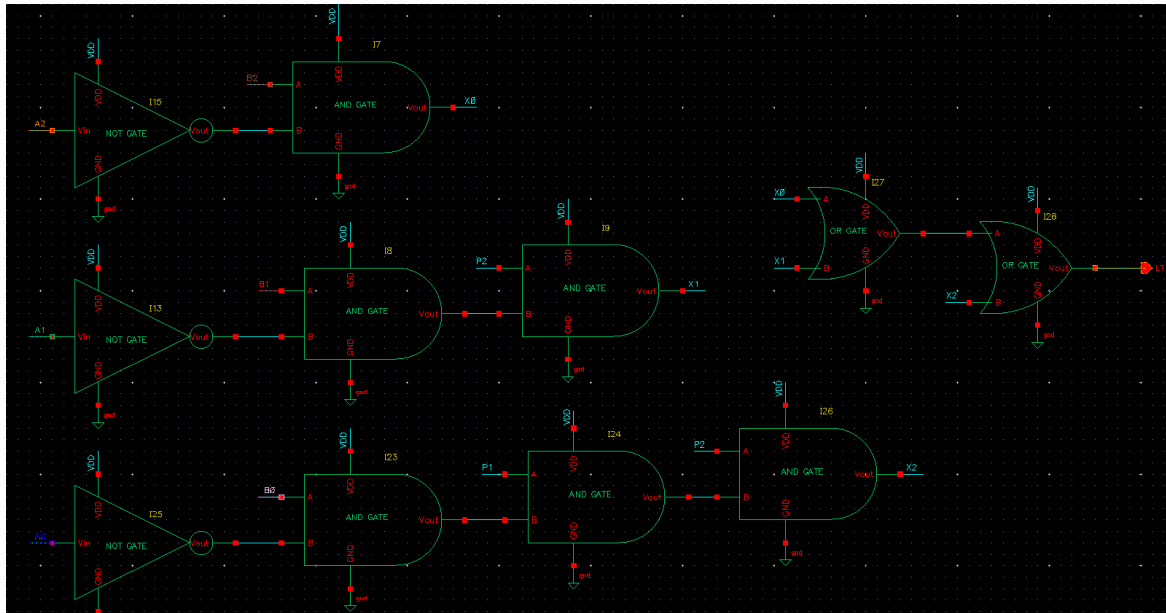 VDD
I7
VDD
VDD
B2
A
AND GATE
Vout
X0
B
GND
gnd
I15
VDD
A2
Vin
NOT GATE
Vout
GND
gnd
VDD
I8
VDD
B1
A
AND GATE
Vout
B
GND
gnd
VDD
I13
VDD
A1
Vin
NOT GATE
Vout
GND
gnd
VDD
I9
VDD
P2
A
AND GATE
Vout
X1
B
GND
gnd
VDD
I27
VDD
X0
A
OR GATE
Vout
X1
B
GND
gnd
VDD
I28
VDD
A
OR GATE
Vout
X2
B
GND
gnd
VDD
I25
VDD
Vin
NOT GATE
Vout
GND
VDD
I23
VDD
B0
A
AND GATE
Vout
B
GND
gnd
VDD
I24
VDD
P1
A
AND GATE
Vout
B
GND
gnd
VDD
I26
VDD
P2
A
AND GATE
Vout
X2
B
GND
gnd